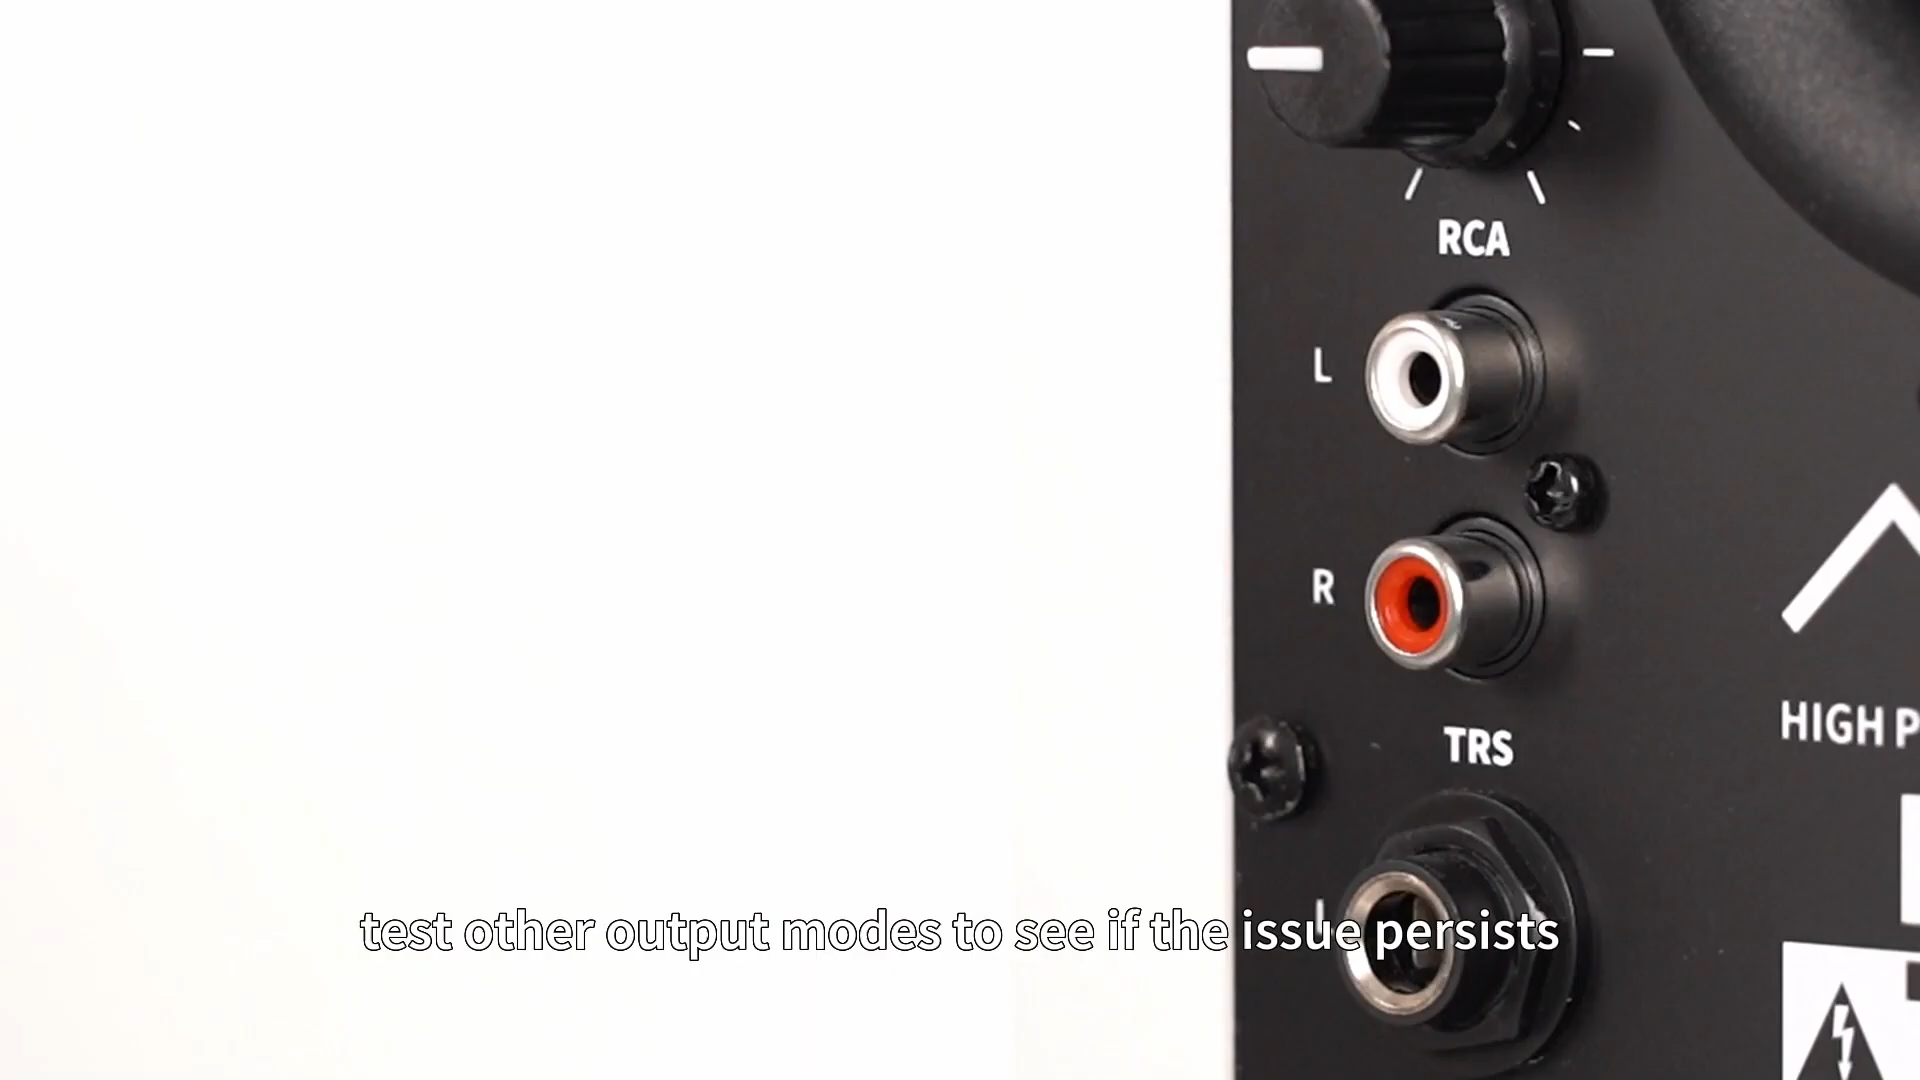 RCA
L
R
TRS
HIGH P
L
test other output modes to see if the issue persists